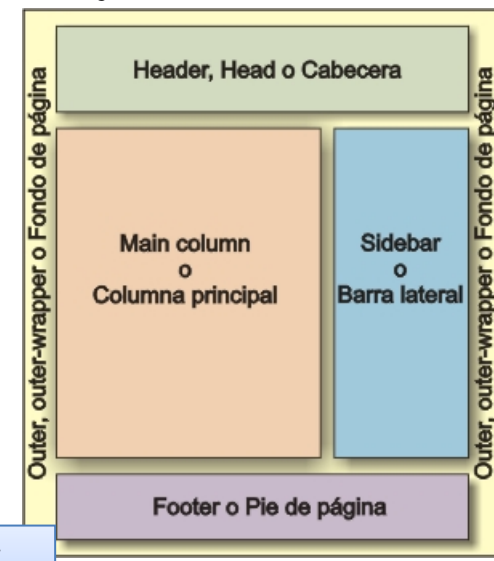 Header, Head o Cabecera
Outer, outer-wrapper o Fondo de página
Main column
o
Columna principal
Sidebar
o
Barra lateral
Outer, outer-wrapper o Fondo de página
Footer o Pie de página